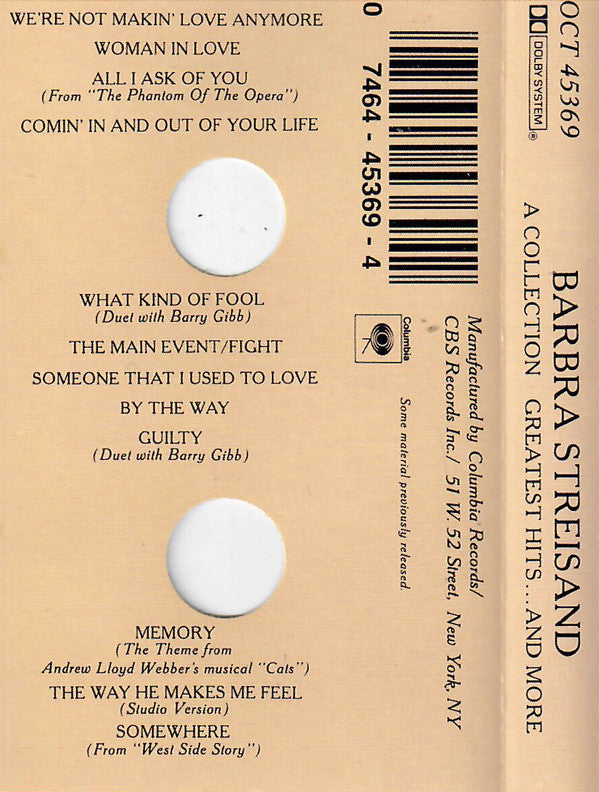 WE'RE NOT MAKIN' LOVE ANYMORE
WOMAN IN LOVE
ALL I ASK OF YOU
(From "The Phantom Of The Opera")
COMIN' IN AND OUT OF YOUR LIFE
WHAT KIND OF FOOL
(Duet with Barry Gibb)
THE MAIN EVENT/FIGHT
SOMEONE THAT I USED TO LOVE
BY THE WAY
GUILTY
(Duet with Barry Gibb)
MEMORY
(The Theme from
Andrew Lloyd Webber's musical "Cats")
THE WAY HE MAKES ME FEEL
(Studio Version)
SOMEWHERE
(From "West Side Story")
0 7464-45369-4
Columbia
Manufactured by Columbia Records/
CBS Records Inc./ 51 W. 52 Street, New York, NY
Some material previously released.
OCT 45369
DOLBY SYSTEM ®
BARBRA STREISAND
A COLLECTION GREATEST HITS...AND MORE